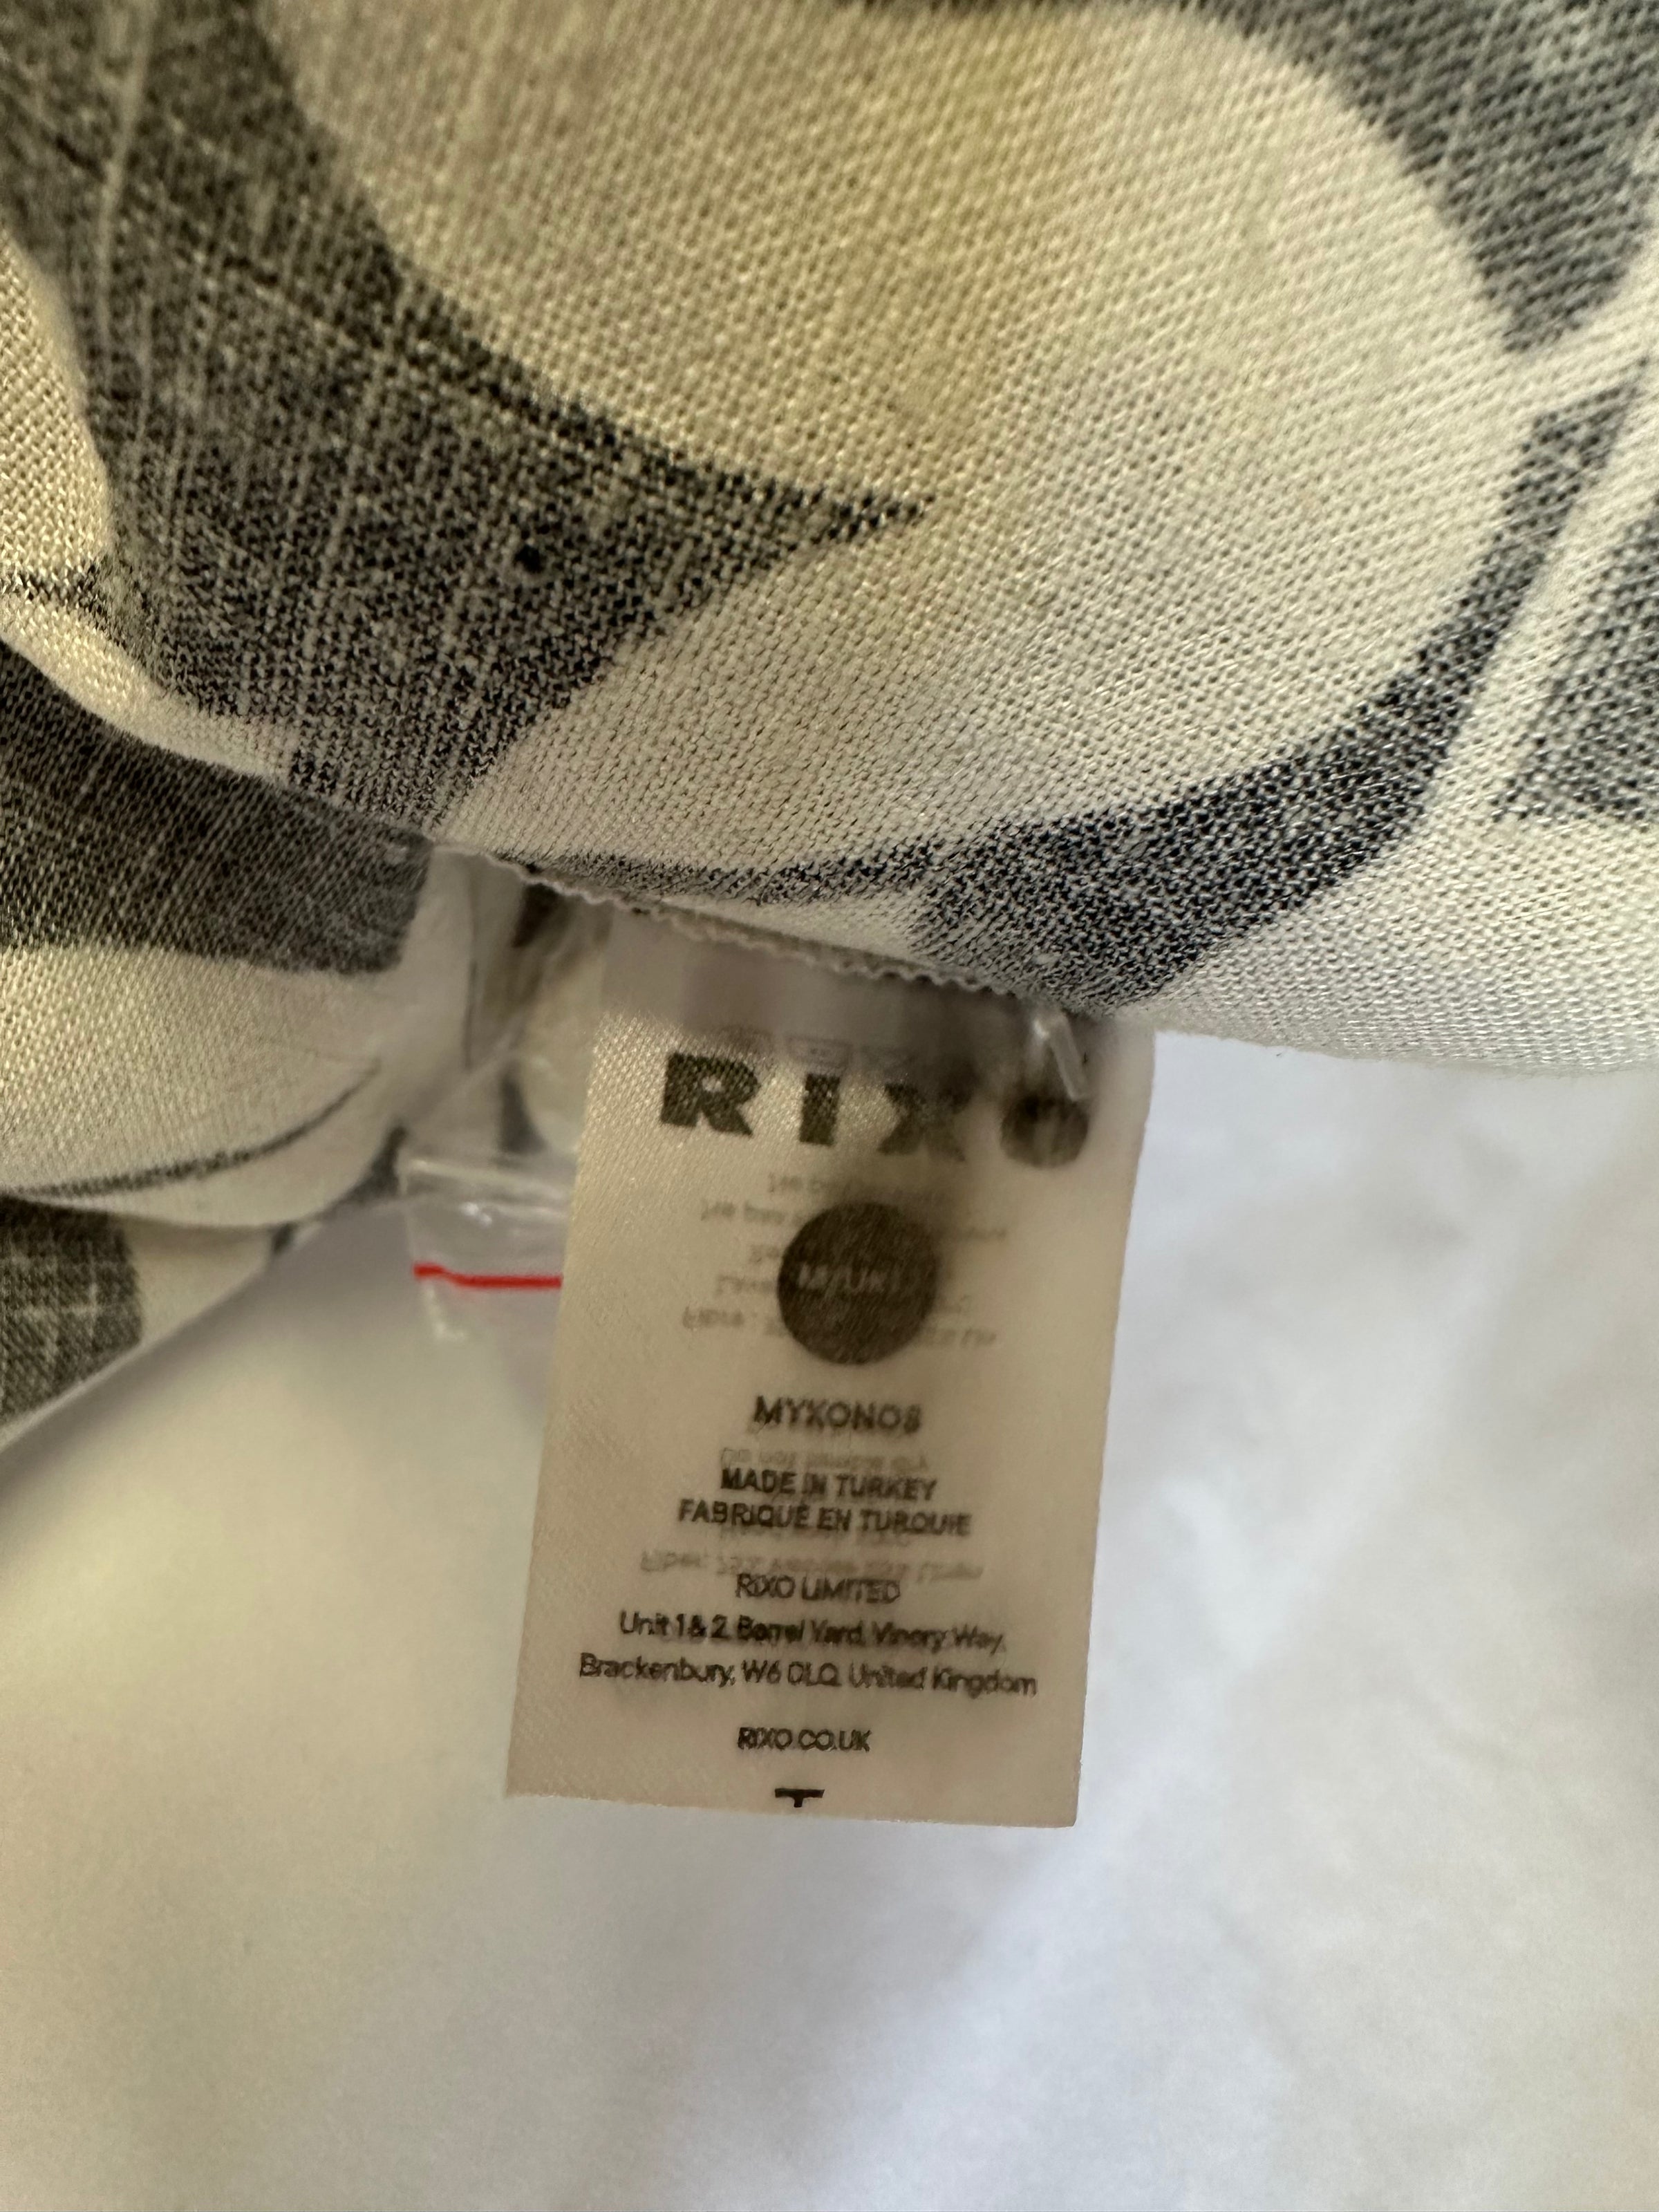 RIXO
MYKONOS
MADE IN TURKEY
FABRIQUÉ EN TURQUIE
RIXO LIMITED
Unit 1 & 2 Barrel Yard, Vinery Way,
Brackenbury, W6 0LQ United Kingdom
RIXO.CO.UK